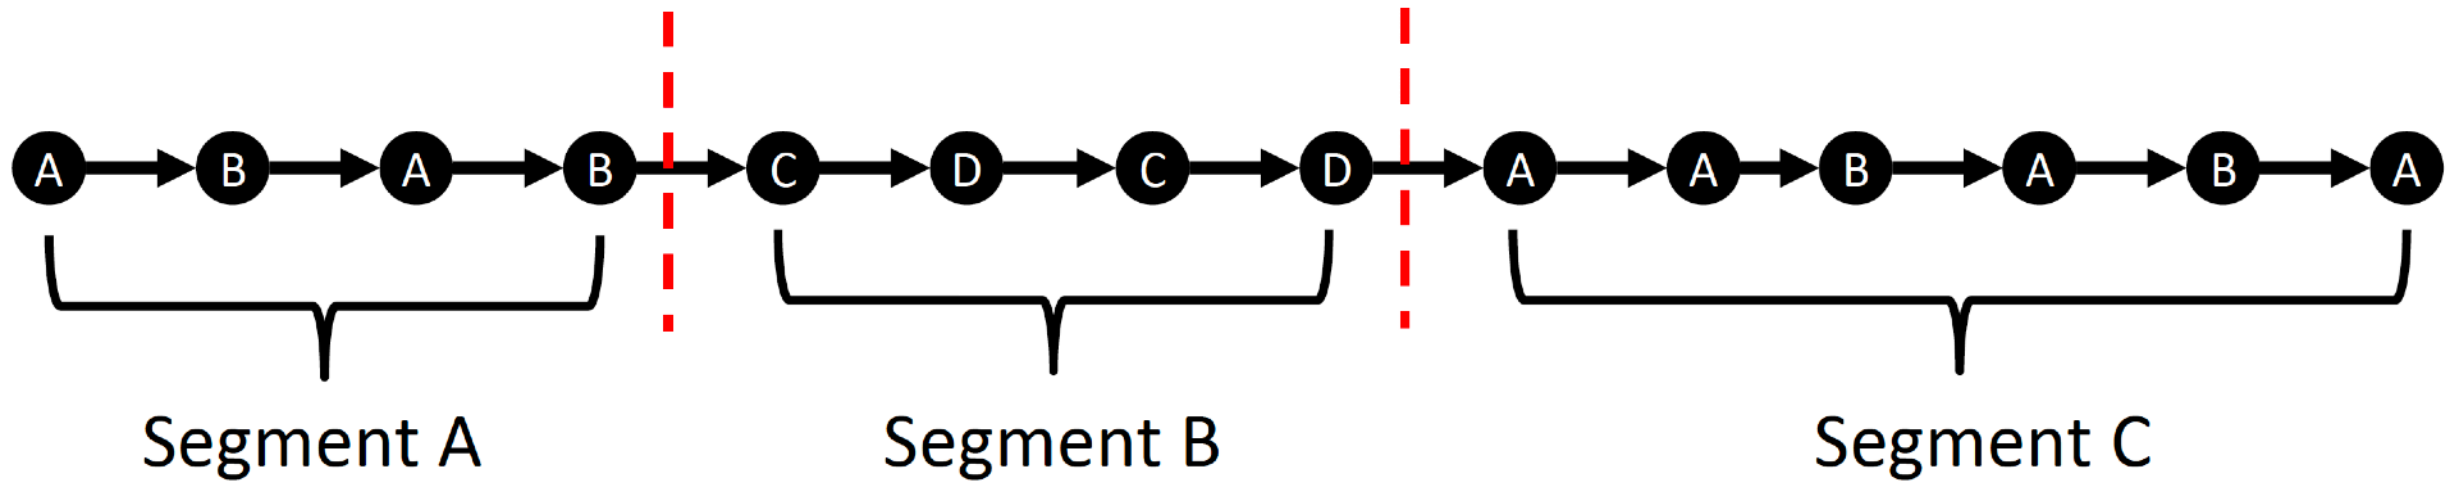 A B A B C D C D A A B A B A
Segment A Segment B Segment C